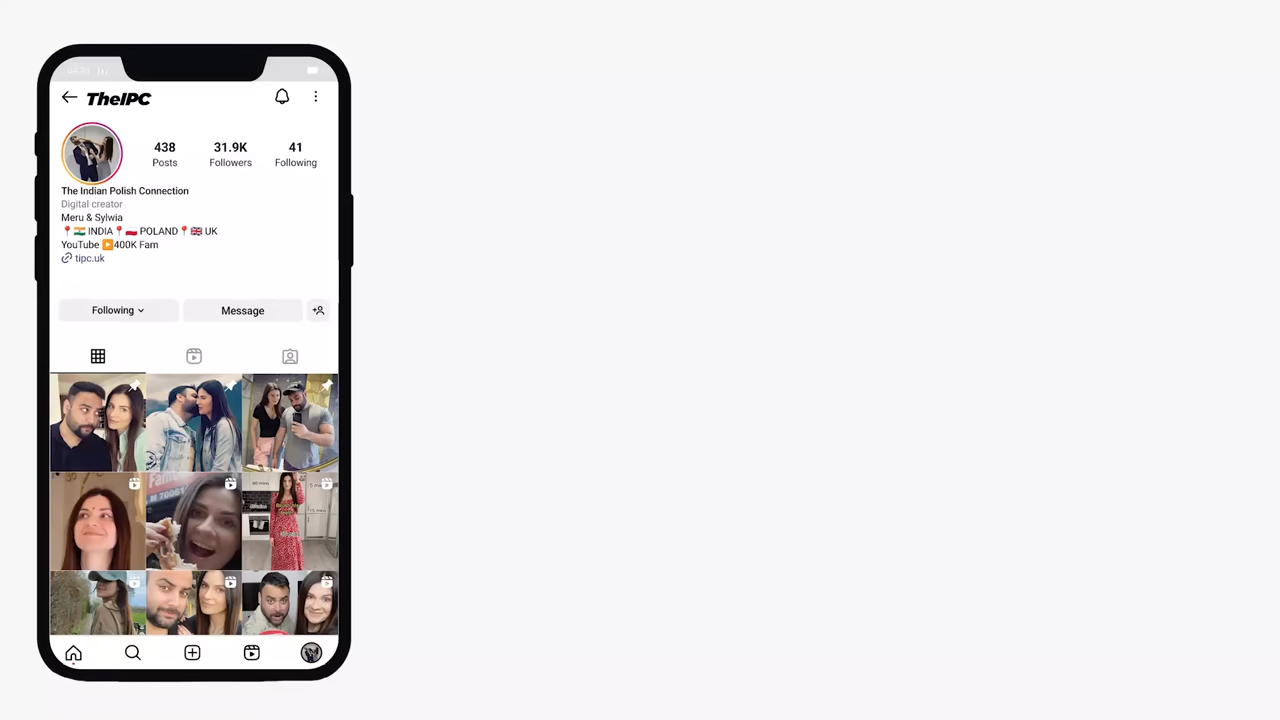 TheIPC
438
Posts
31.9K
Followers
41
Following
The Indian Polish Connection
Digital creator
Meru & Sylwia
📍🇮🇳 INDIA📍🇵🇱 POLAND📍🇬🇧 UK
YouTube ▶️400K Fam
tipc.uk
Following
Message